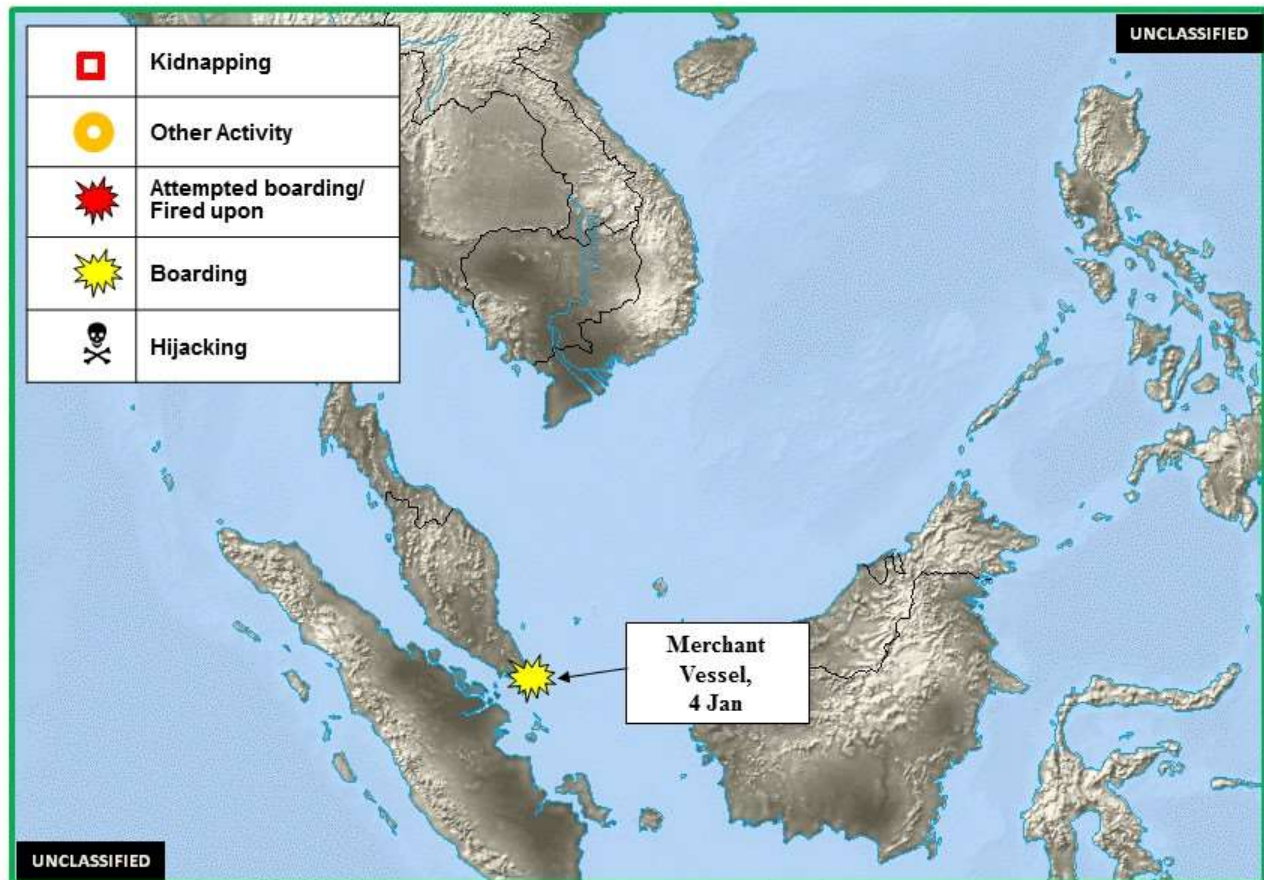 UNCLASSIFIED
Kidnapping
Other Activity
Attempted boarding/
Fired upon
Boarding
Hijacking
Merchant
Vessel,
4 Jan
UNCLASSIFIED